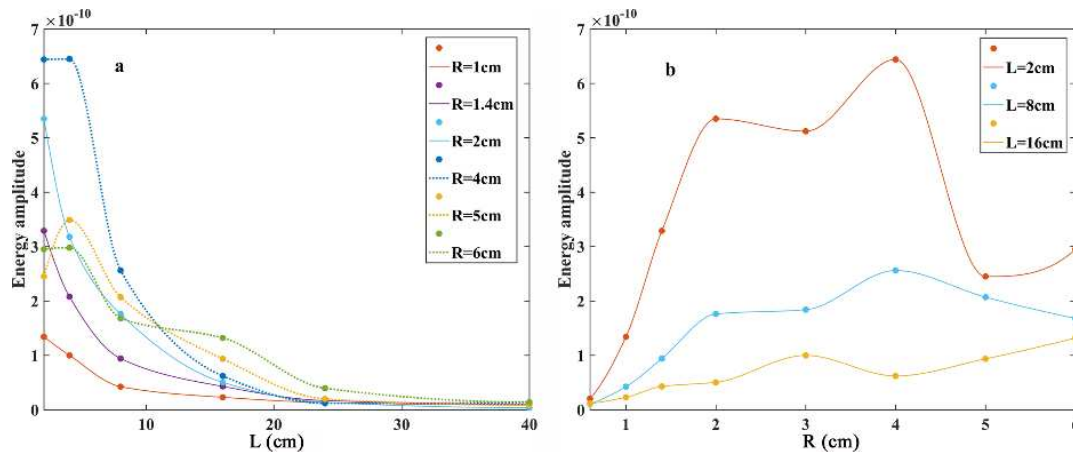 ×10⁻¹⁰
7
6
5
4
3
2
1
0
Energy amplitude
a
R=1cm
R=1.4cm
R=2cm
R=4cm
R=5cm
R=6cm
10 20 30 40
L (cm)
×10⁻¹⁰
7
6
5
4
3
2
1
0
Energy amplitude
b
L=2cm
L=8cm
L=16cm
1 2 3 4 5
R (cm)